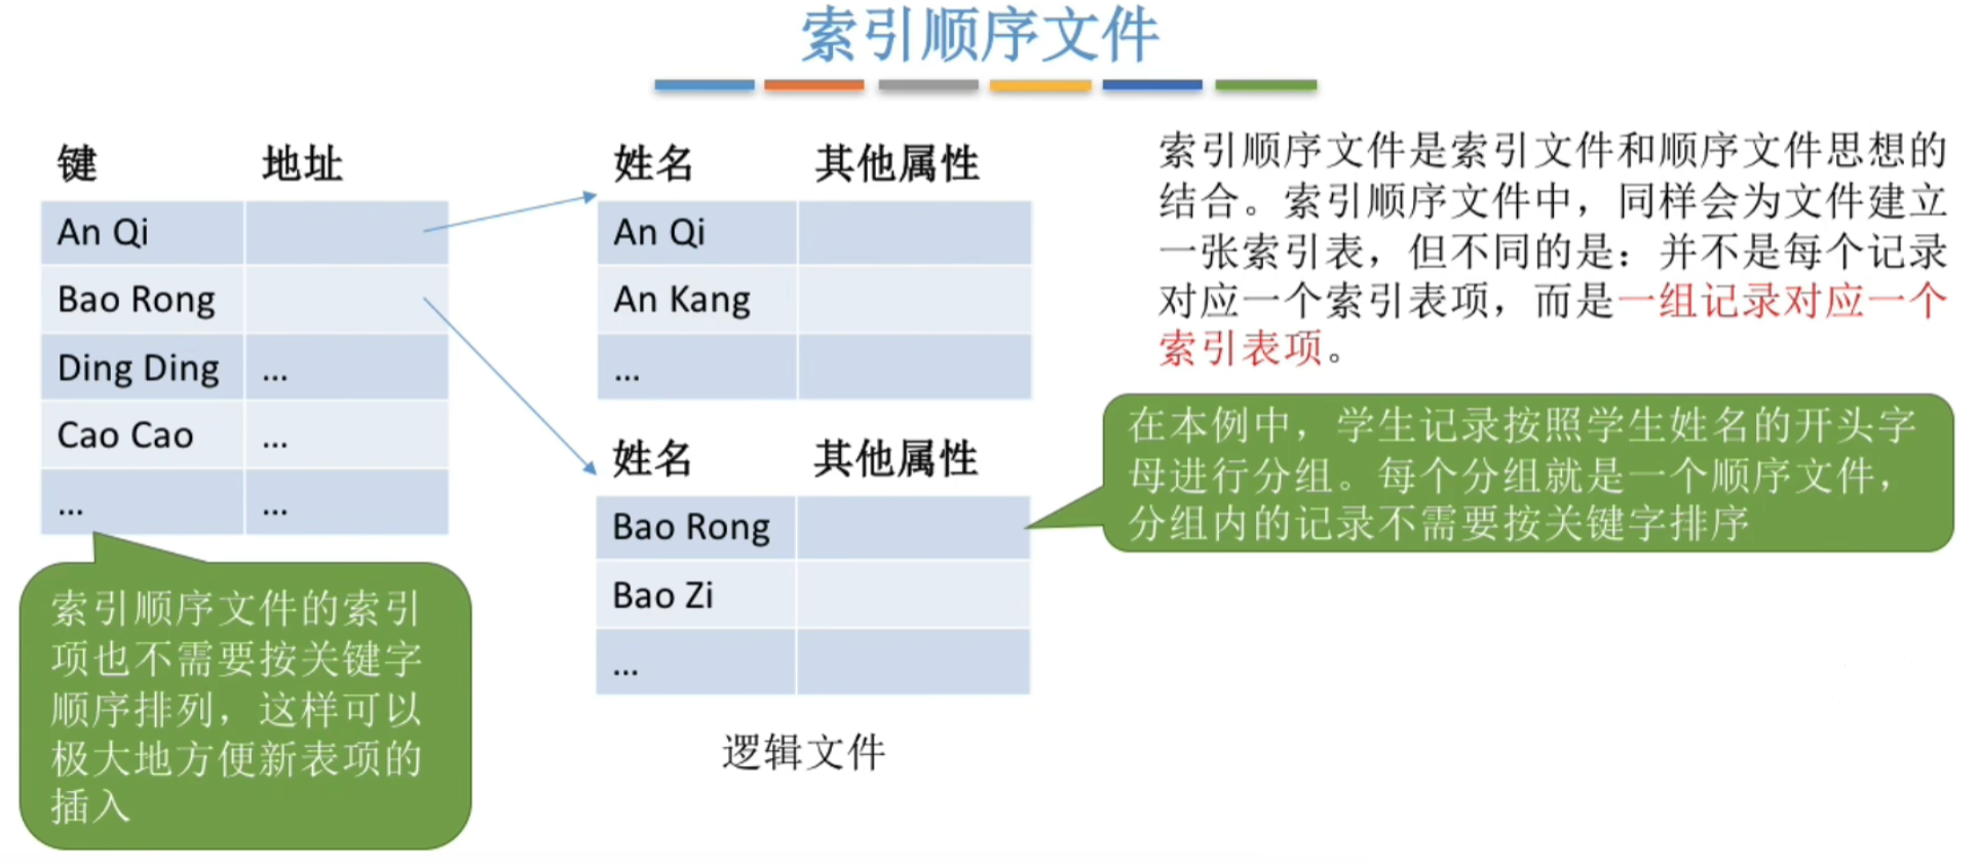 索引顺序文件
键 地址
An Qi
Bao Rong
Ding Ding ...
Cao Cao ...
... ...
索引顺序文件的索引
项也不需要按关键字
顺序排列，这样可以
极大地方便新表项的
插入
姓名 其他属性
An Qi
An Kang
...
姓名 其他属性
Bao Rong
Bao Zi
...
逻辑文件
索引顺序文件是索引文件和顺序文件思想的
结合。索引顺序文件中，同样会为文件建立
一张索引表，但不同的是：并不是每个记录
对应一个索引表项，而是一组记录对应一个
索引表项。
在本例中，学生记录按照学生姓名的开头字
母进行分组。每个分组就是一个顺序文件，
分组内的记录不需要按关键字排序